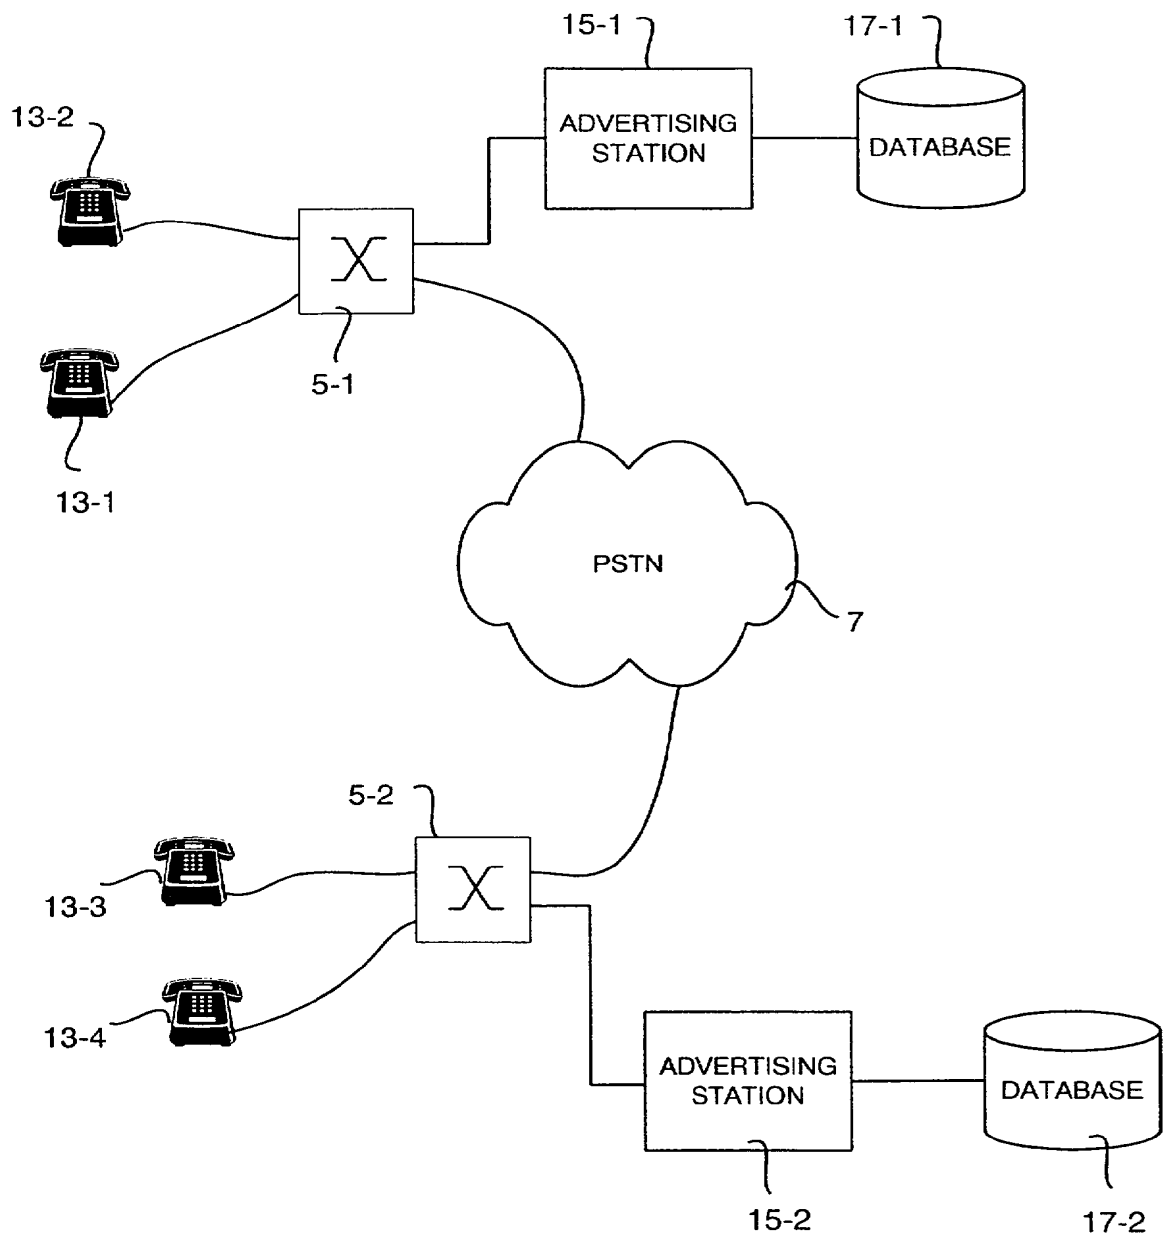 15-1
17-1
13-2
ADVERTISING
STATION
DATABASE
5-1
13-1
PSTN
7
5-2
13-3
13-4
ADVERTISING
STATION
DATABASE
15-2
17-2